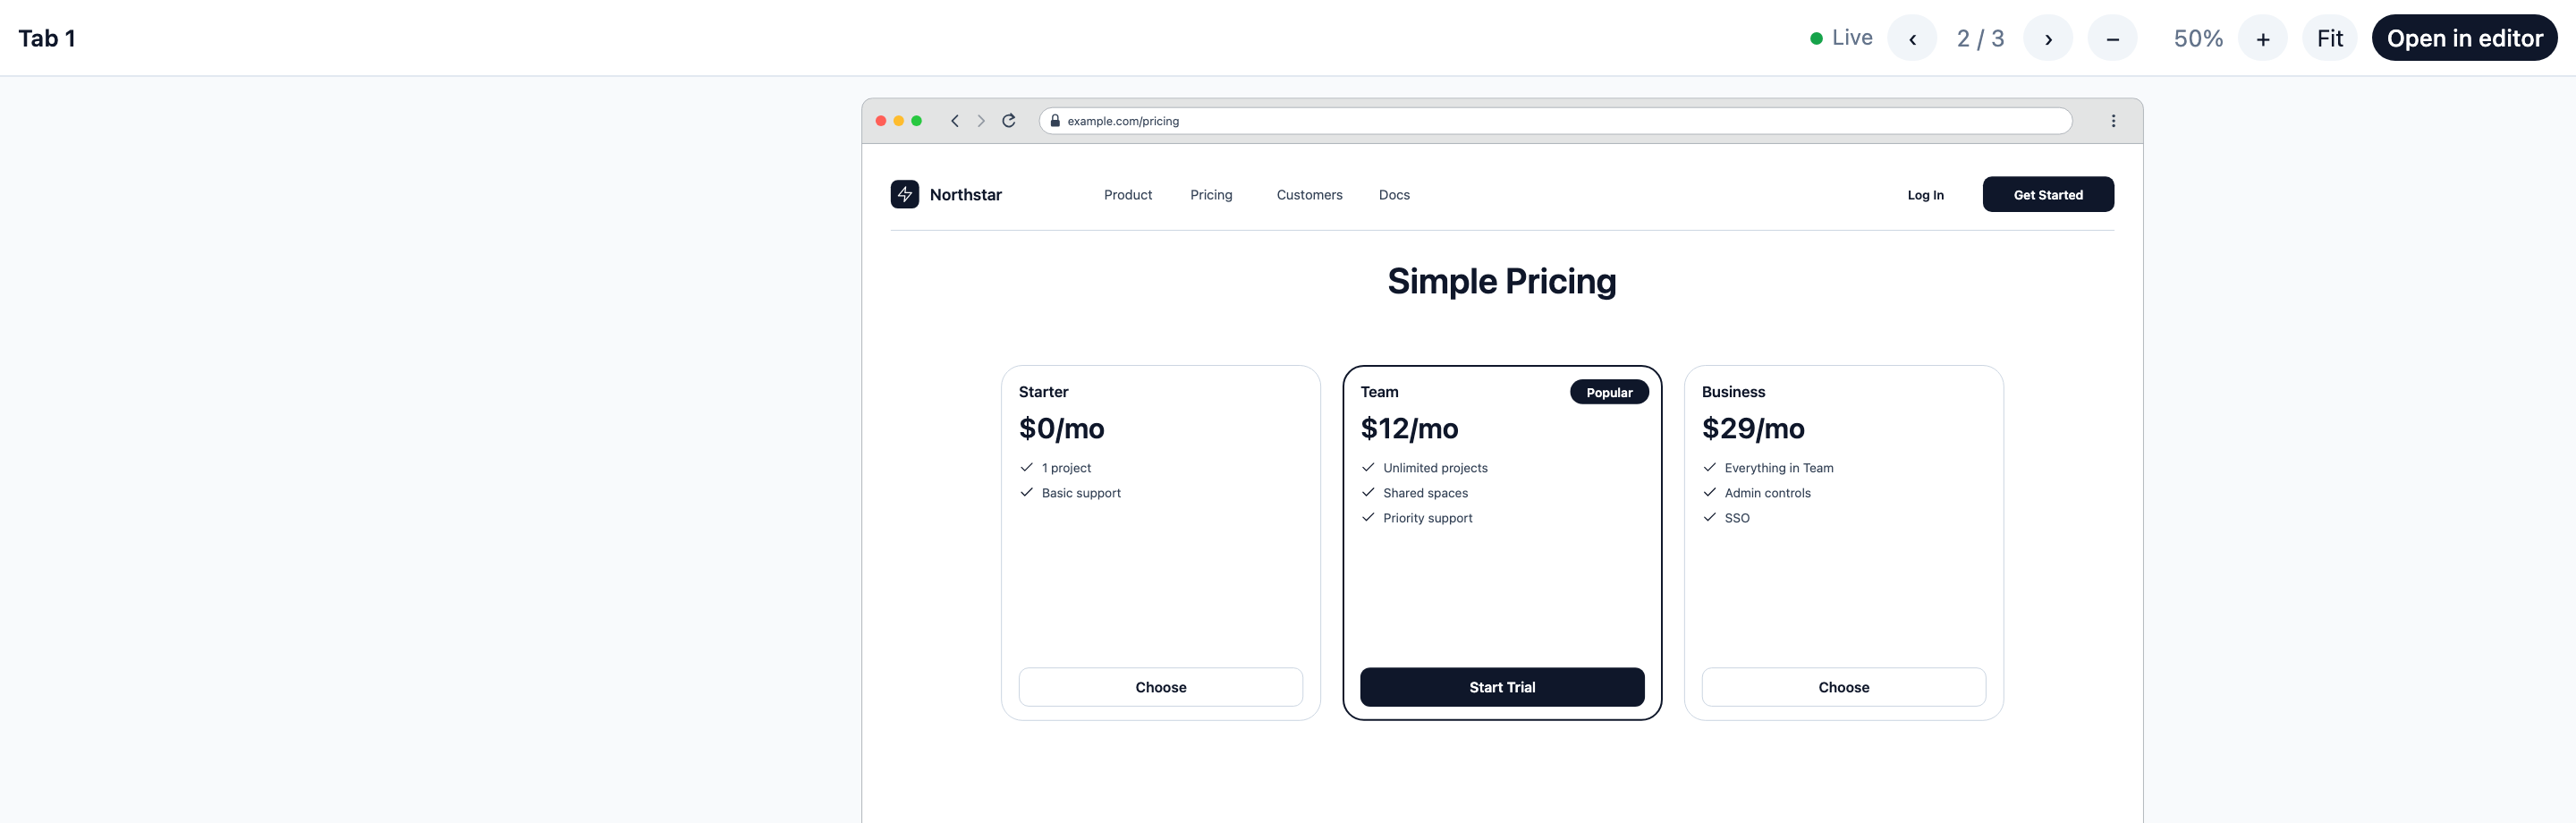 Tab 1
Live
‹
2 / 3
›
−
50%
+
Fit
Open in editor
example.com/pricing
Northstar
Product
Pricing
Customers
Docs
Log In
Get Started
Simple Pricing
Starter
$0/mo
1 project
Basic support
Choose
Team
Popular
$12/mo
Unlimited projects
Shared spaces
Priority support
Start Trial
Business
$29/mo
Everything in Team
Admin controls
SSO
Choose